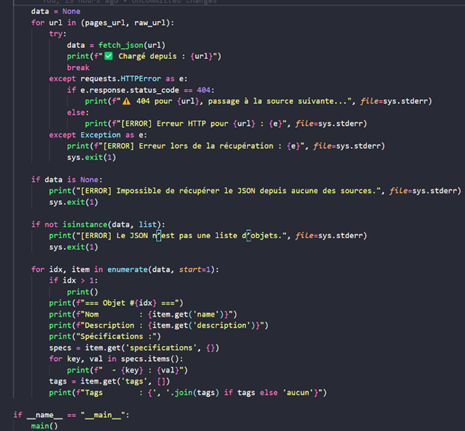 You, 15 hours ago • Uncommitted changes
data = None
for url in (pages_url, raw_url):
    try:
        data = fetch_json(url)
        print(f"✅ Chargé depuis : {url}")
        break
    except requests.HTTPError as e:
        if e.response.status_code == 404:
            print(f"⚠️ 404 pour {url}, passage à la source suivante...", file=sys.stderr)
        else:
            print(f"[ERROR] Erreur HTTP pour {url} : {e}", file=sys.stderr)
    except Exception as e:
        print(f"[ERROR] Erreur lors de la récupération : {e}", file=sys.stderr)
        sys.exit(1)
if data is None:
    print("[ERROR] Impossible de récupérer le JSON depuis aucune des sources.", file=sys.stderr)
    sys.exit(1)
if not isinstance(data, list):
    print("[ERROR] Le JSON n’est pas une liste d’objets.", file=sys.stderr)
    sys.exit(1)
for idx, item in enumerate(data, start=1):
    if idx > 1:
        print()
    print(f"=== Objet #{idx} ===")
    print(f"Nom         : {item.get('name')}")
    print(f"Description : {item.get('description')}")
    print("Spécifications :")
    specs = item.get('specifications', {})
    for key, val in specs.items():
        print(f"  - {key} : {val}")
    tags = item.get('tags', [])
    print(f"Tags        : {', '.join(tags) if tags else 'aucun'}")
if __name__ == "__main__":
    main()